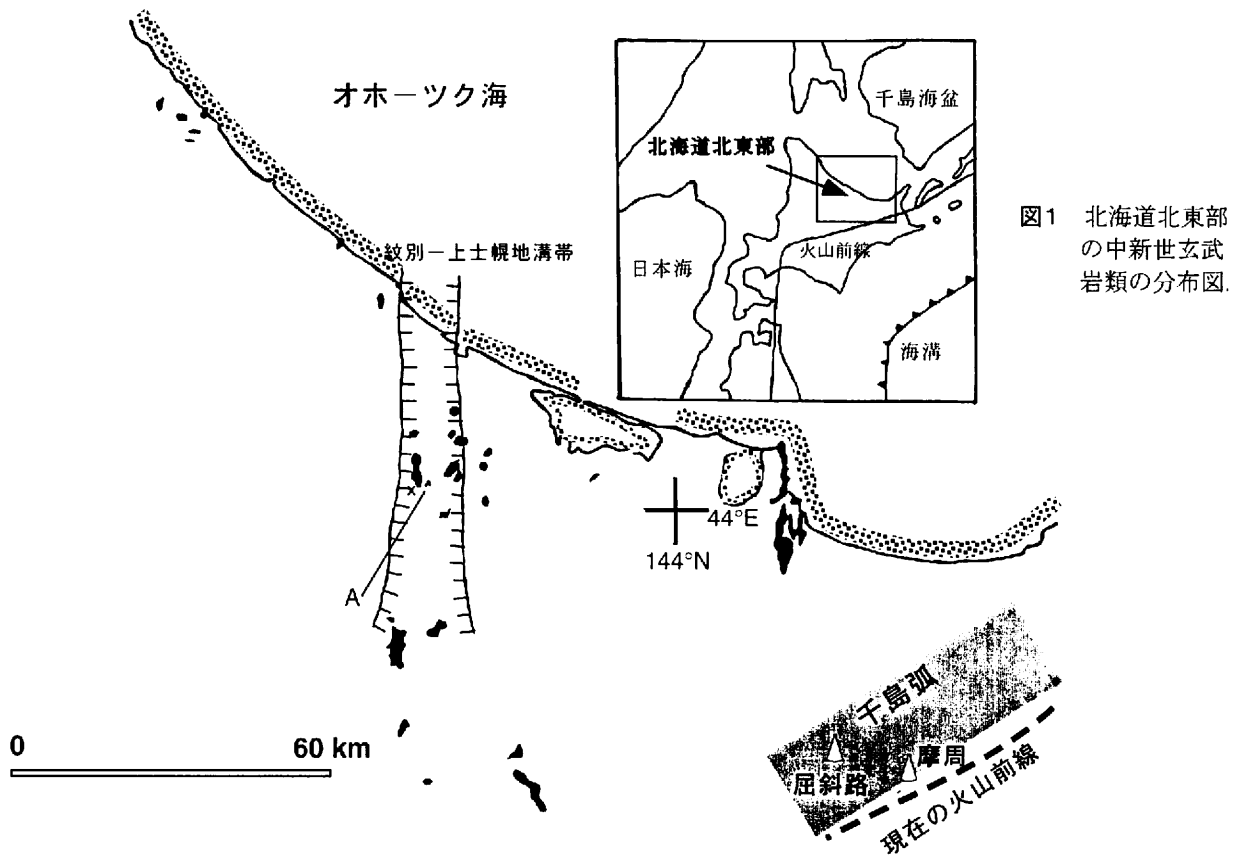 オホーツク海
千島海盆
北海道北東部
火山前線
日本海
海溝
図1 北海道北東部
の中新世玄武
岩類の分布図.
紋別－上士幌地溝帯
44°E
144°N
A
0 60 km
千島弧
摩周
屈斜路
現在の火山前線